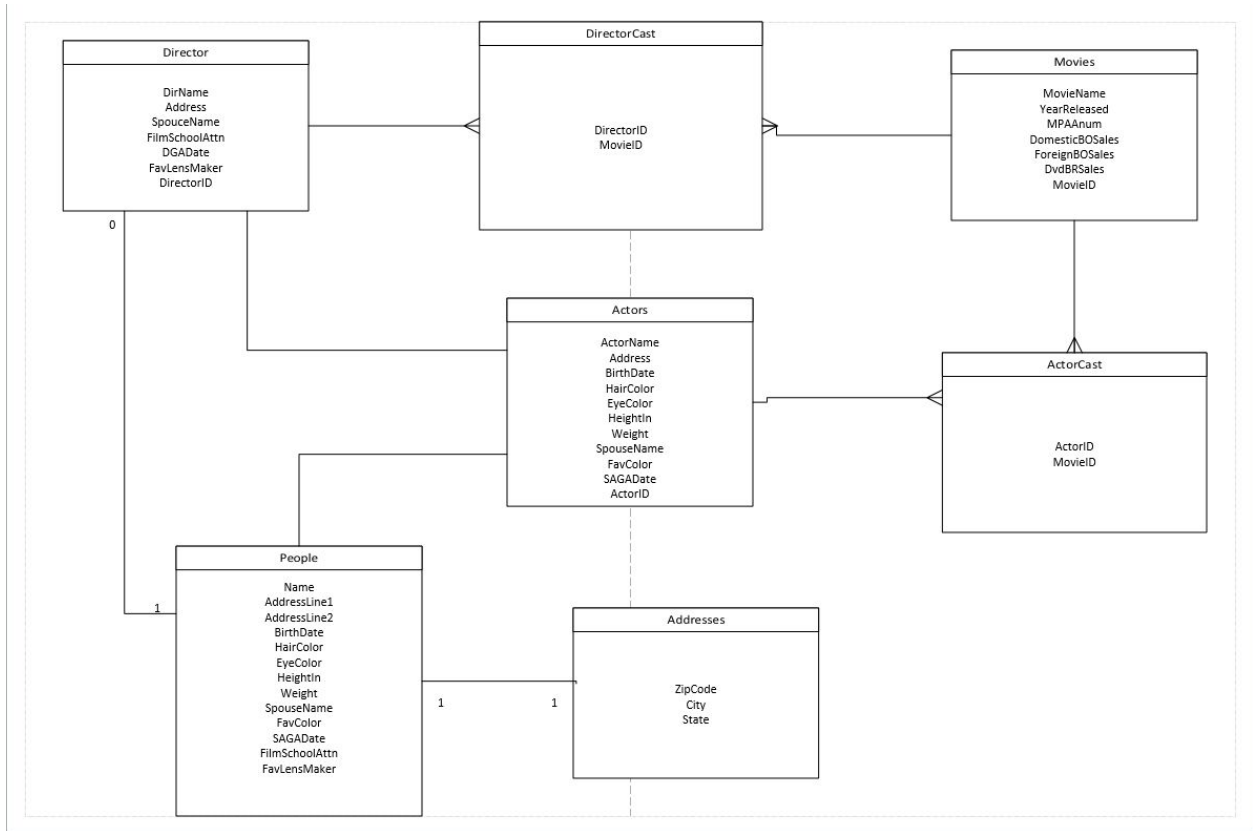 Director
DirName
Address
SpouceName
FilmSchoolAttn
DGADate
FavLensMaker
DirectorID
DirectorCast
DirectorID
MovieID
Movies
MovieName
YearReleased
MPAAnum
DomesticBOSales
ForeignBOSales
DvdBRSales
MovieID
0
Actors
ActorName
Address
BirthDate
HairColor
EyeColor
HeightIn
Weight
SpouseName
FavColor
SAGADate
ActorID
ActorCast
ActorID
MovieID
1
People
Name
AddressLine1
AddressLine2
BirthDate
HairColor
EyeColor
HeightIn
Weight
SpouseName
FavColor
SAGADate
FilmSchoolAttn
FavLensMaker
1
1
Addresses
ZipCode
City
State